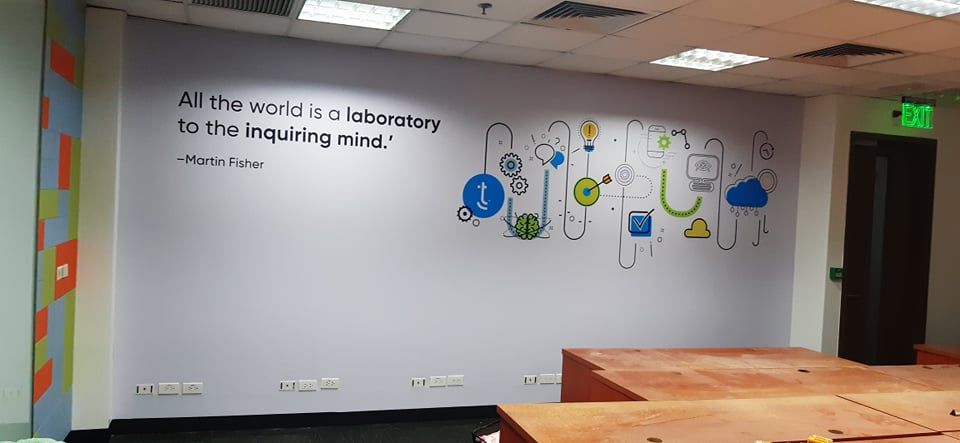 All the world is a laboratory
to the inquiring mind.’
–Martin Fisher
t
EXIT